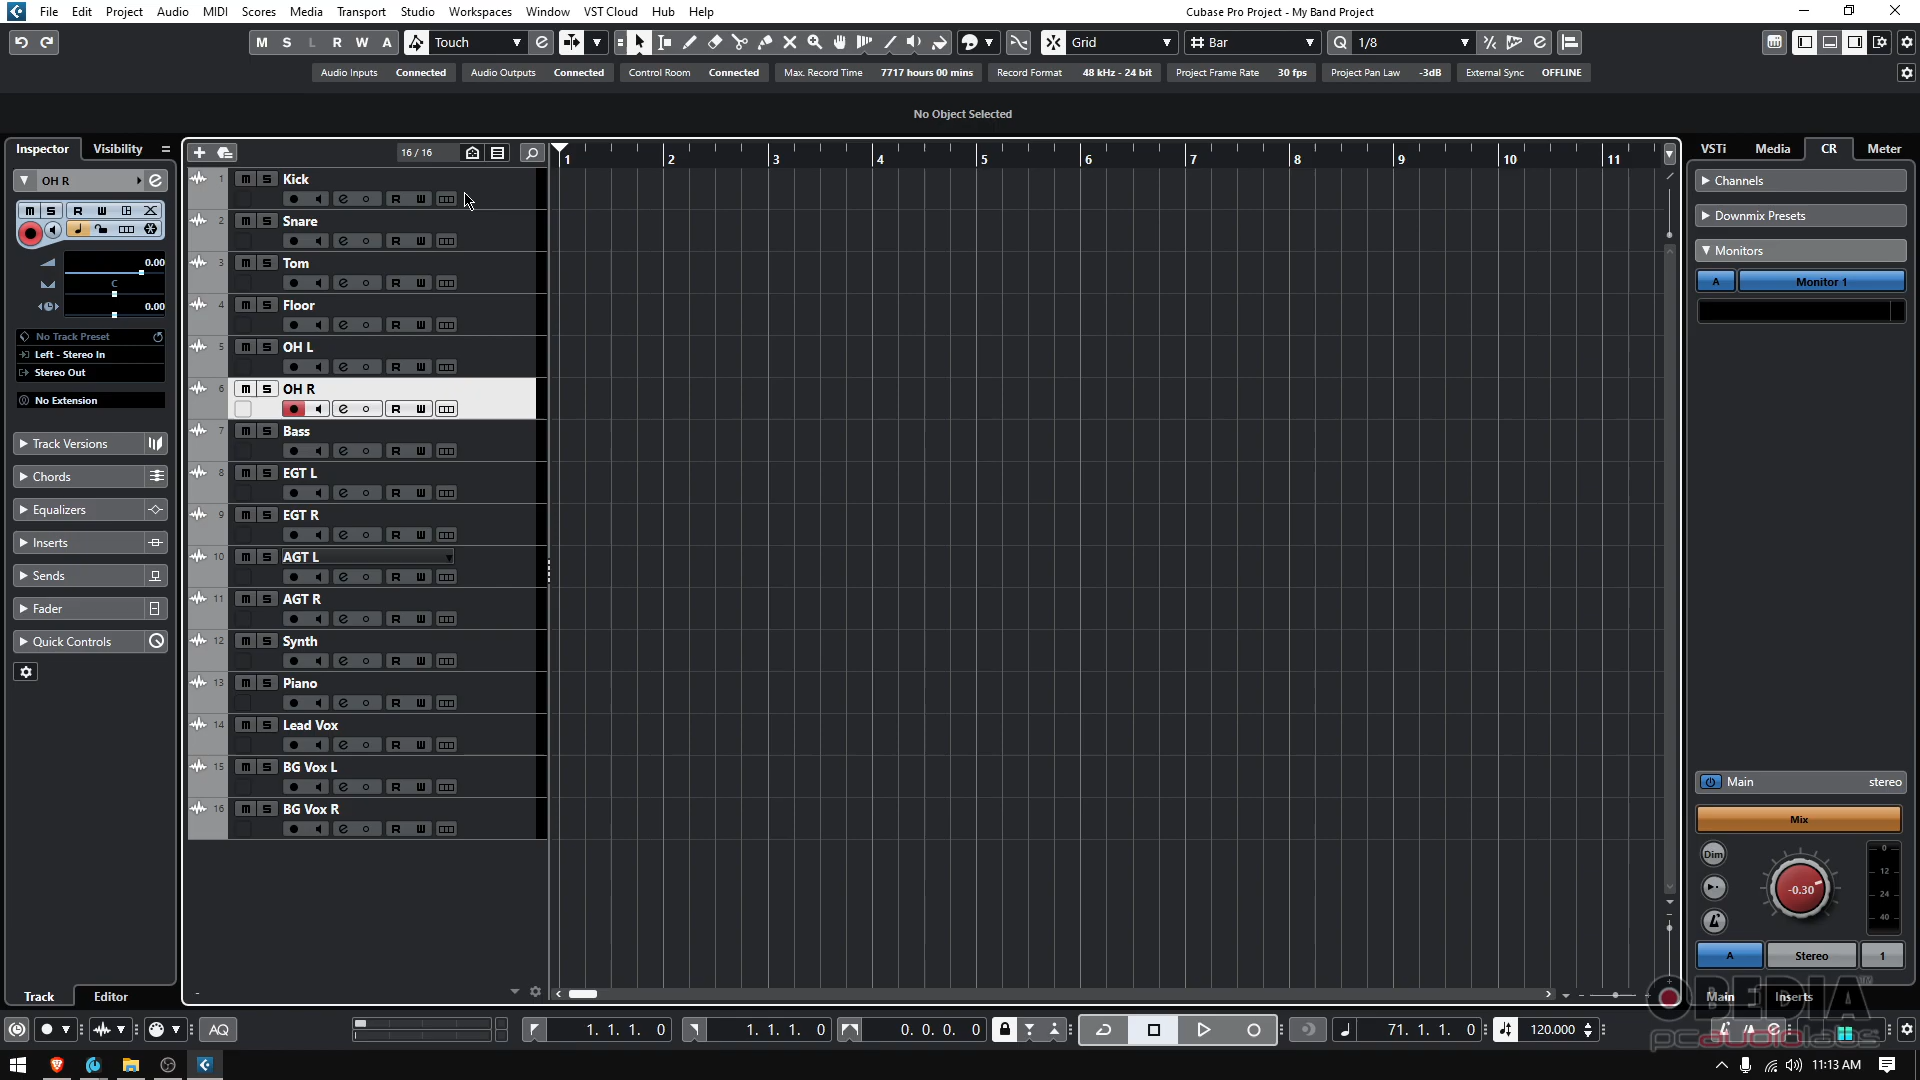 File Edit Project Audio MIDI Scores Media Transport Studio Workspaces Window VST Cloud Hub Help
Cubase Pro Project - My Band Project
M S L R W A Touch Grid Bar Q 1/8
Audio Inputs Connected Audio Outputs Connected Control Room Connected Max. Record Time 7717 hours 00 mins Record Format 48 kHz - 24 bit Project Frame Rate 30 fps Project Pan Law -3dB External Sync OFFLINE
No Object Selected
Inspector Visibility
OH R
0.00
C
0.00
No Track Preset
Left - Stereo In
Stereo Out
No Extension
Track Versions
Chords
Equalizers
Inserts
Sends
Fader
Quick Controls
Track Editor
16 / 16
1 2 3 4 5 6 7 8 9 10 11
1 m S Kick
R W
2 m S Snare
R W
3 m S Tom
R W
4 m S Floor
R W
5 m S OH L
R W
6 m S OH R
R W
7 m S Bass
R W
8 m S EGT L
R W
9 m S EGT R
R W
10 m S AGT L
R W
11 m S AGT R
R W
12 m S Synth
R W
13 m S Piano
R W
14 m S Lead Vox
R W
15 m S BG Vox L
R W
16 m S BG Vox R
R W
VSTi Media CR Meter
Channels
Downmix Presets
Monitors
A Monitor 1
Main stereo
Mix
Dim
-0.30
0
12
24
40
A Stereo 1
Main Inserts
OBEDIA
pcaudiolabs
AQ
1. 1. 1. 0
1. 1. 1. 0
0. 0. 0. 0
71. 1. 1. 0
120.000
11:13 AM